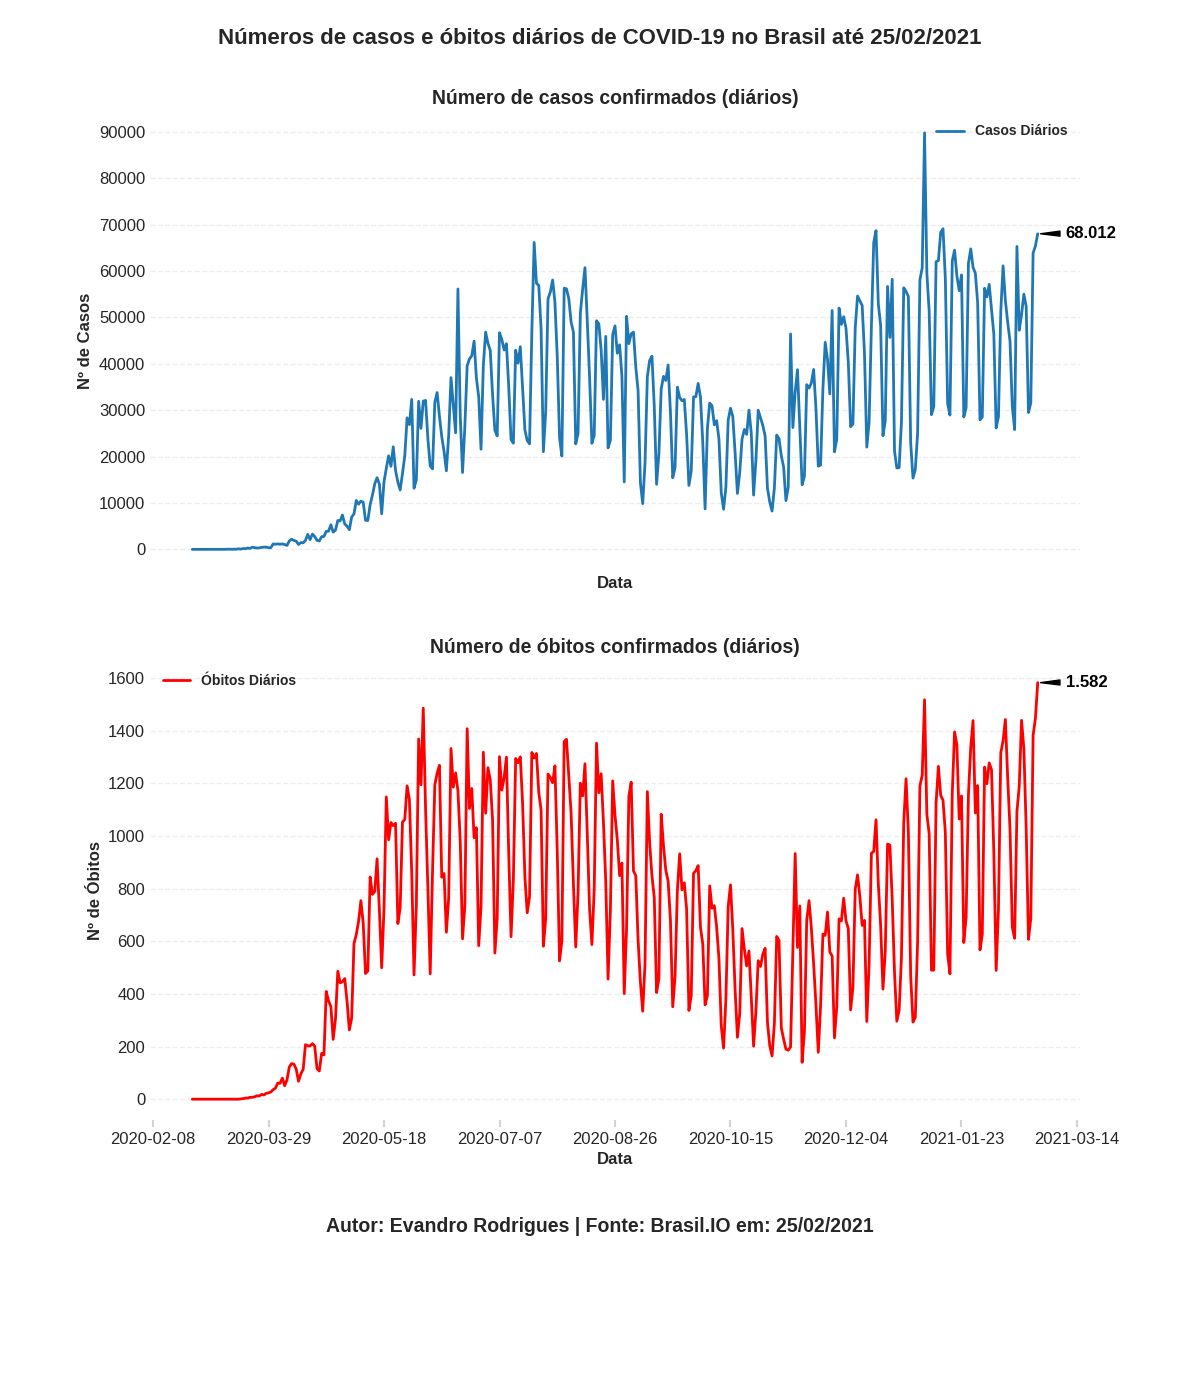 Números de casos e óbitos diários de COVID-19 no Brasil até 25/02/2021
Número de casos confirmados (diários)
Casos Diários
90000
80000
70000
60000
50000
40000
30000
20000
10000
0
68.012
Nº de Casos
Data
Número de óbitos confirmados (diários)
Óbitos Diários
1600
1400
1200
1000
800
600
400
200
0
1.582
Nº de Óbitos
2020-02-08 2020-03-29 2020-05-18 2020-07-07 2020-08-26 2020-10-15 2020-12-04 2021-01-23 2021-03-14
Data
Autor: Evandro Rodrigues | Fonte: Brasil.IO em: 25/02/2021